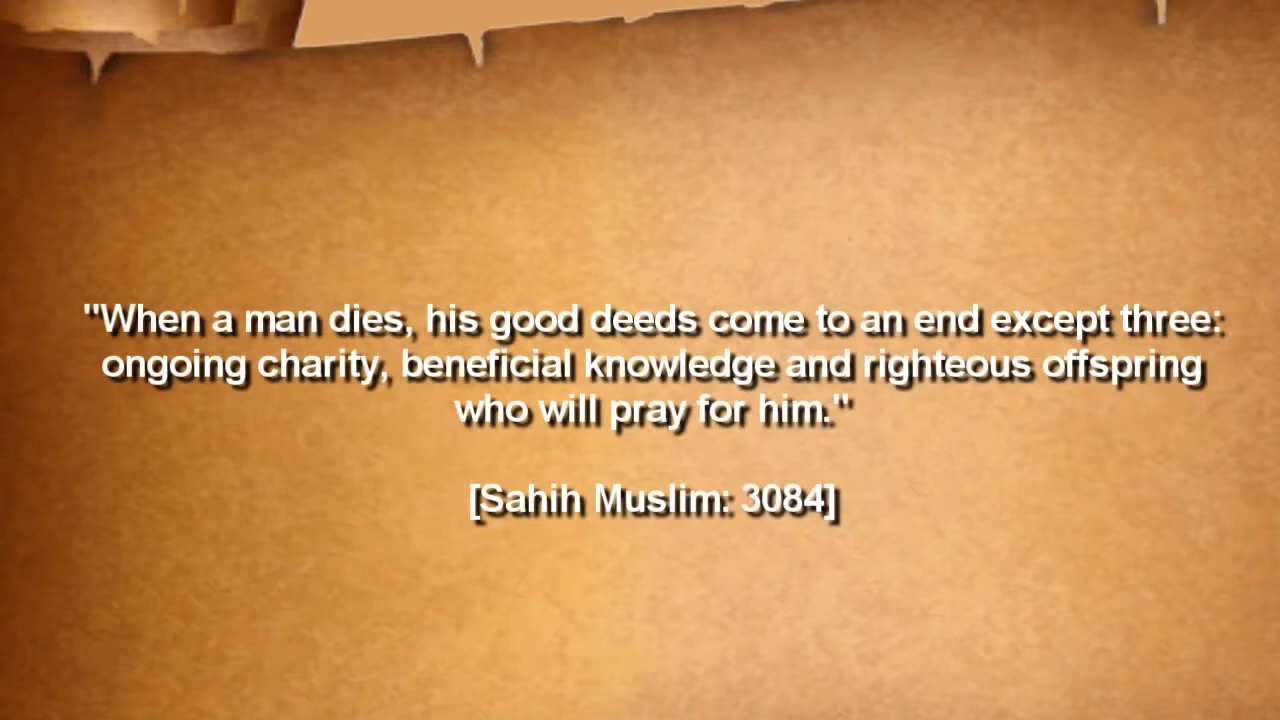 "When a man dies, his good deeds come to an end except three:
ongoing charity, beneficial knowledge and righteous offspring
who will pray for him."
[Sahih Muslim: 3084]